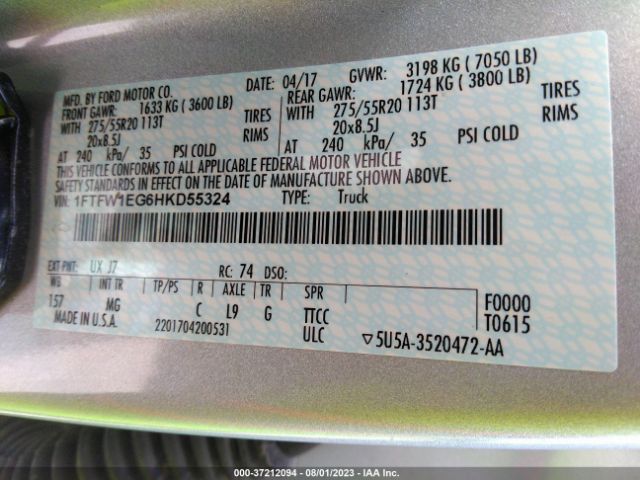 MFD. BY FORD MOTOR CO.
DATE: 04/17 GVWR: 3198 KG ( 7050 LB)
FRONT GAWR: 1633 KG ( 3600 LB) REAR GAWR: 1724 KG ( 3800 LB)
WITH 275/55R20 113T TIRES WITH 275/55R20 113T TIRES
20x8.5J RIMS 20x8.5J RIMS
AT 240 kPa/ 35 PSI COLD AT 240 kPa/ 35 PSI COLD
THIS VEHICLE CONFORMS TO ALL APPLICABLE FEDERAL MOTOR VEHICLE
SAFETY STANDARDS IN EFFECT ON THE DATE OF MANUFACTURE SHOWN ABOVE.
VIN: 1FTFW1EG6HKD55324 TYPE: Truck
EXT PNT: UX J7 RC: 74 DSO:
WB INT TR TP/PS R AXLE TR SPR
157 MG C L9 G TTCC F0000
MADE IN U.S.A. 2201704200531 ULC T0615
5U5A-3520472-AA
000-37212094 - 08/01/2023 - IAA Inc.